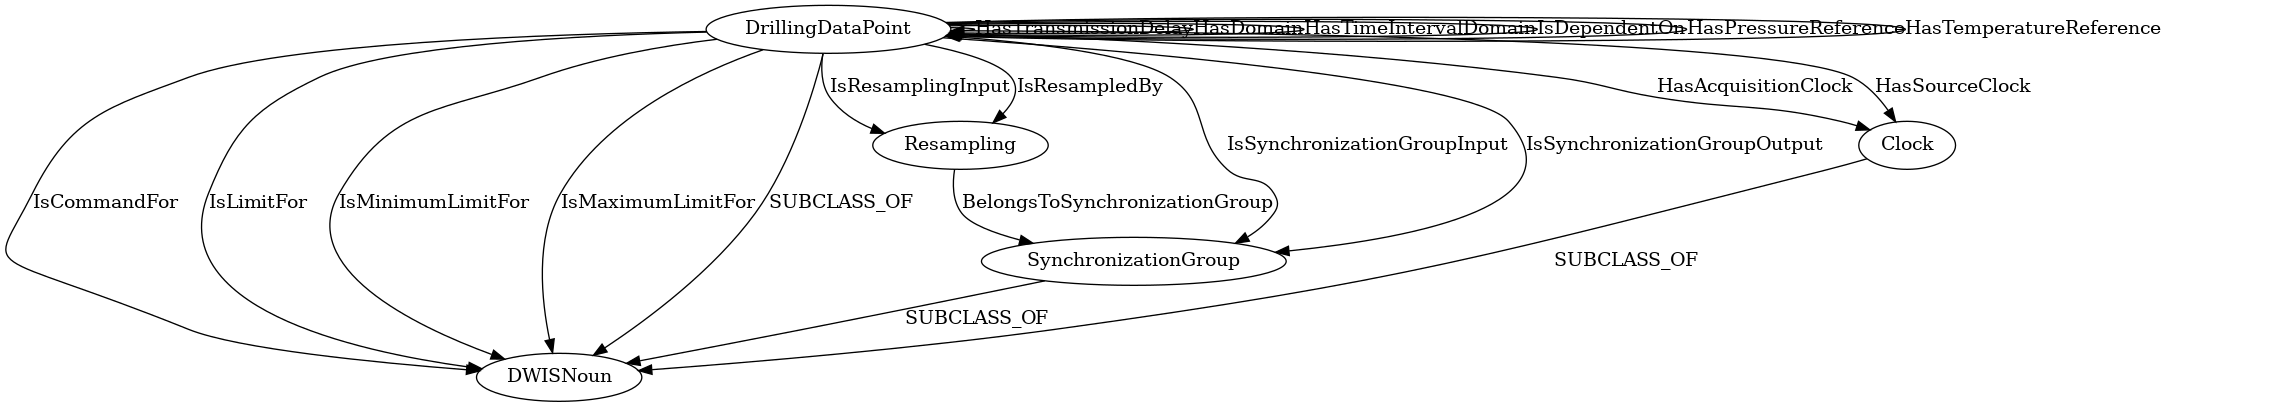 DrillingDataPoint
HasTransmissionDelay
HasDomain
HasTimeIntervalDomain
IsDependentOn
HasPressureReference
HasTemperatureReference
IsResamplingInput
IsResampledBy
HasAcquisitionClock
HasSourceClock
Resampling
IsSynchronizationGroupInput
IsSynchronizationGroupOutput
Clock
IsCommandFor
IsLimitFor
IsMinimumLimitFor
IsMaximumLimitFor
SUBCLASS_OF
BelongsToSynchronizationGroup
SynchronizationGroup
SUBCLASS_OF
SUBCLASS_OF
DWISNoun